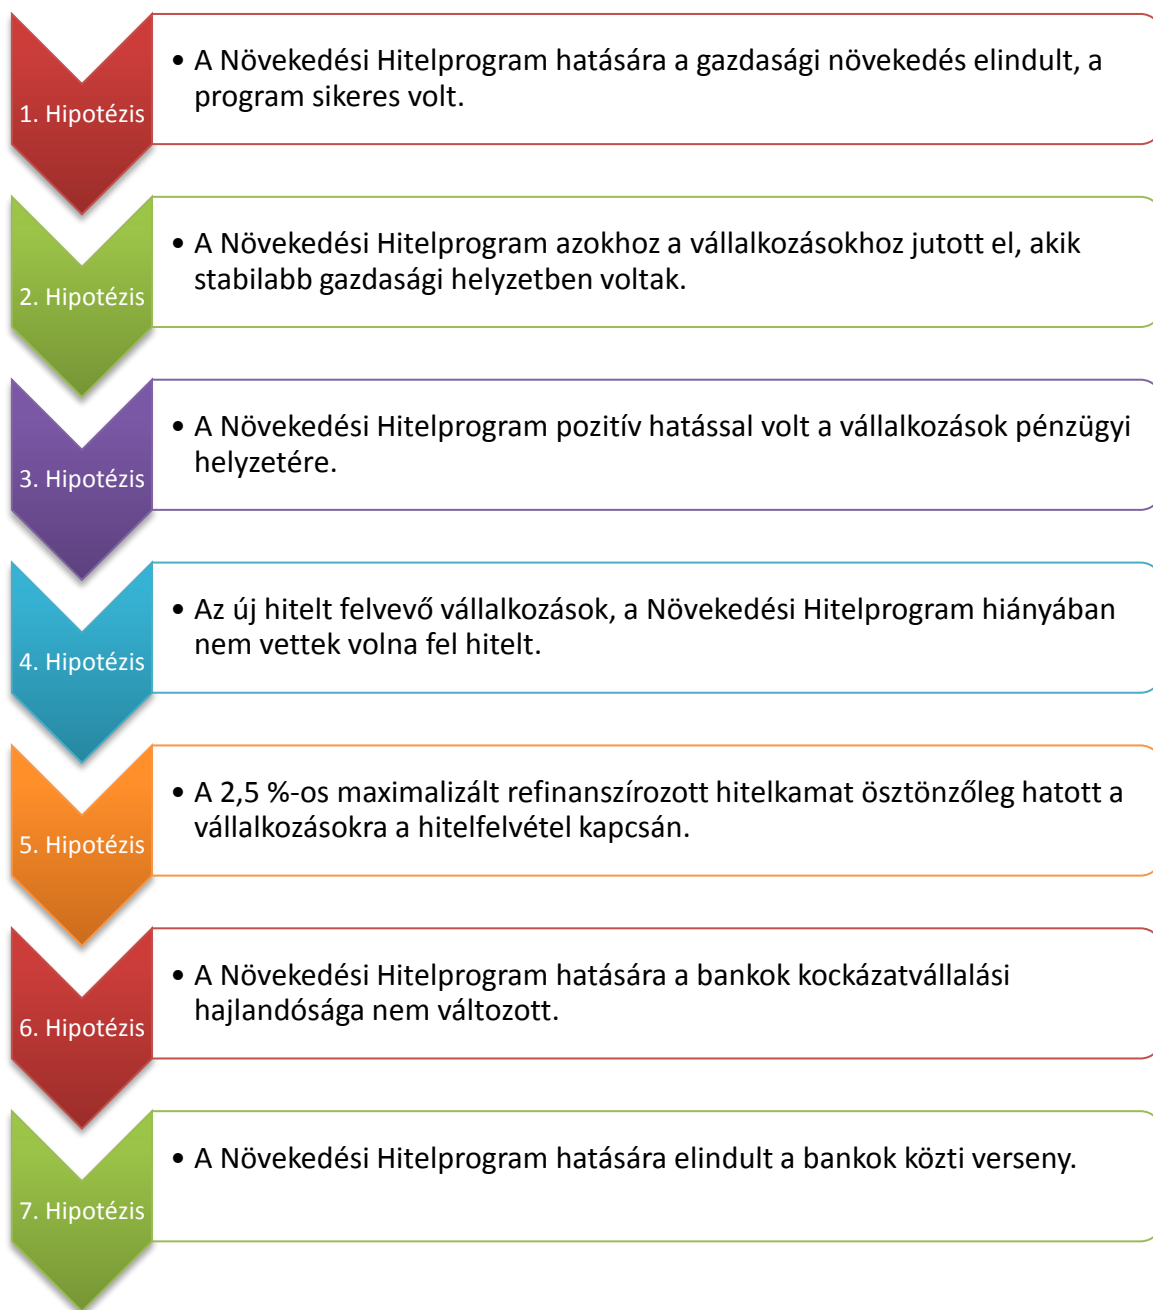 1. Hipotézis
• A Növekedési Hitelprogram hatására a gazdasági növekedés elindult, a
program sikeres volt.
2. Hipotézis
• A Növekedési Hitelprogram azokhoz a vállalkozásokhoz jutott el, akik
stabilabb gazdasági helyzetben voltak.
3. Hipotézis
• A Növekedési Hitelprogram pozitív hatással volt a vállalkozások pénzügyi
helyzetére.
4. Hipotézis
• Az új hitelt felvevő vállalkozások, a Növekedési Hitelprogram hiányában
nem vettek volna fel hitelt.
5. Hipotézis
• A 2,5 %-os maximalizált refinanszírozott hitelkamat ösztönzőleg hatott a
vállalkozásokra a hitelfelvétel kapcsán.
6. Hipotézis
• A Növekedési Hitelprogram hatására a bankok kockázatvállalási
hajlandósága nem változott.
7. Hipotézis
• A Növekedési Hitelprogram hatására elindult a bankok közti verseny.